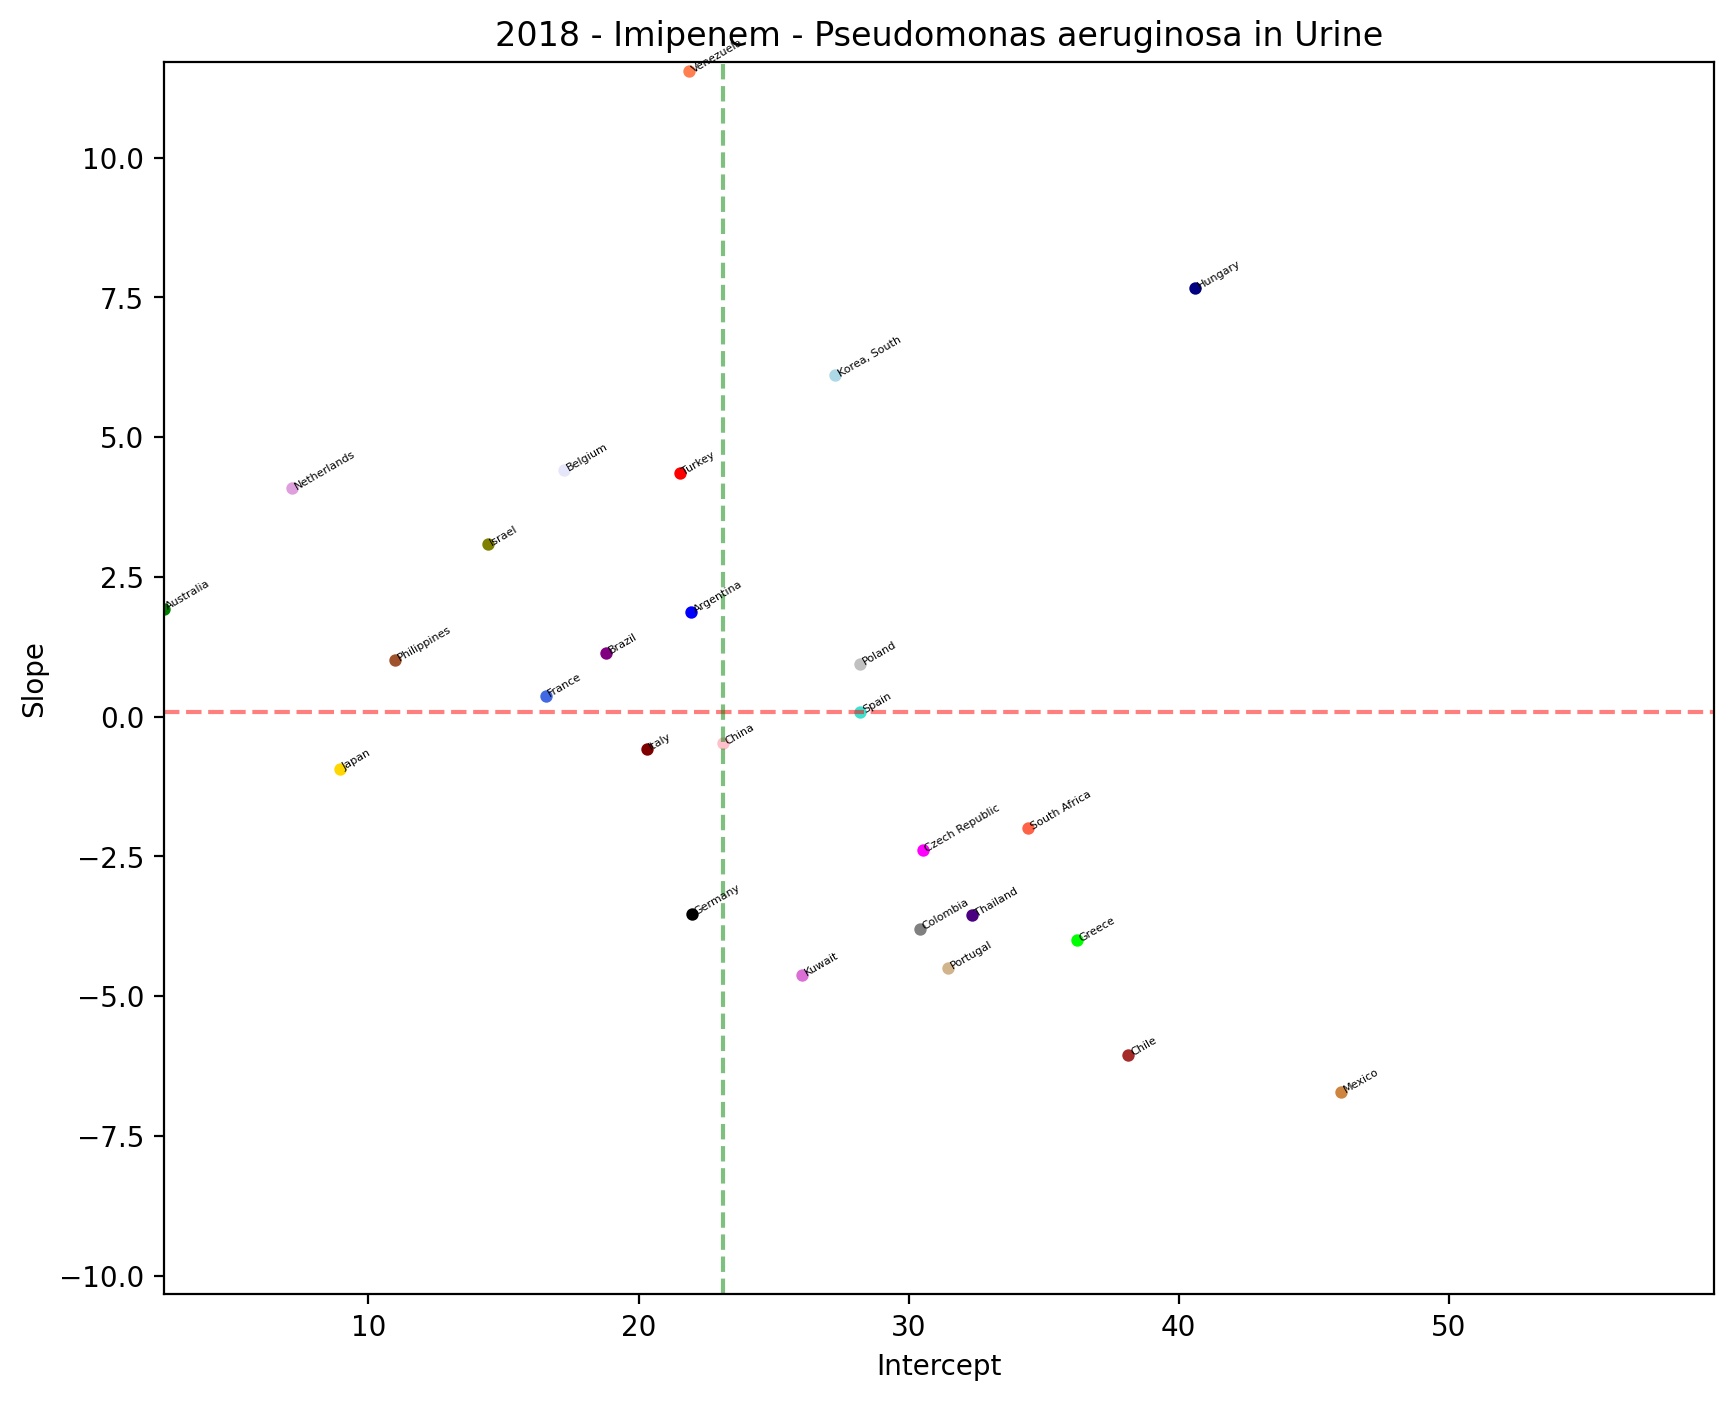 2018 - Imipenem - Pseudomonas aeruginosa in Urine
Venezuela
10.0
Hungary
7.5
Korea, South
5.0
Belgium
Turkey
Netherlands
Israel
2.5
Australia
Argentina
Philippines
Brazil
Poland
France
Spain
0.0
Italy
China
Japan
South Africa
Czech Republic
−2.5
Germany
Colombia
Thailand
Greece
Portugal
Kuwait
−5.0
Chile
Mexico
−7.5
−10.0
Slope
10
20
30
40
50
Intercept